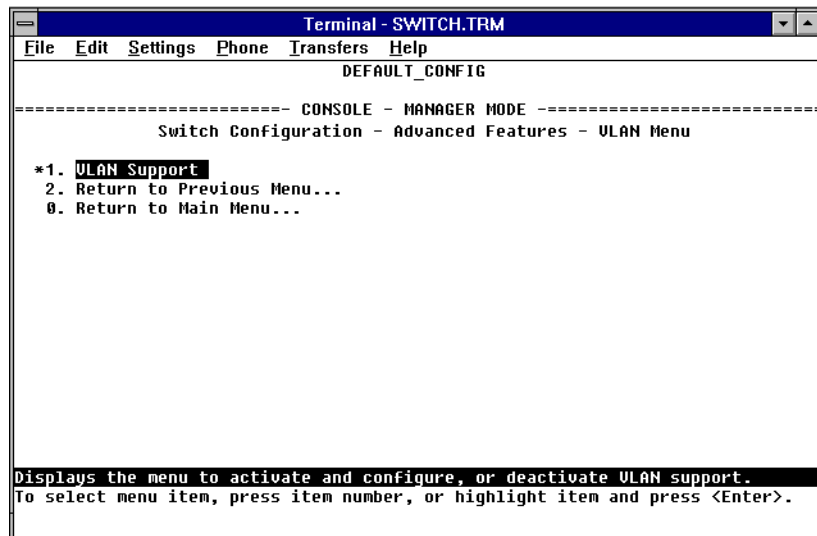 Terminal - SWITCH.TRM
File Edit Settings Phone Transfers Help
DEFAULT_CONFIG
==========================- CONSOLE - MANAGER MODE -===========================
Switch Configuration - Advanced Features - VLAN Menu
*1. VLAN Support
2. Return to Previous Menu...
0. Return to Main Menu...
Displays the menu to activate and configure, or deactivate VLAN support.
To select menu item, press item number, or highlight item and press <Enter>.